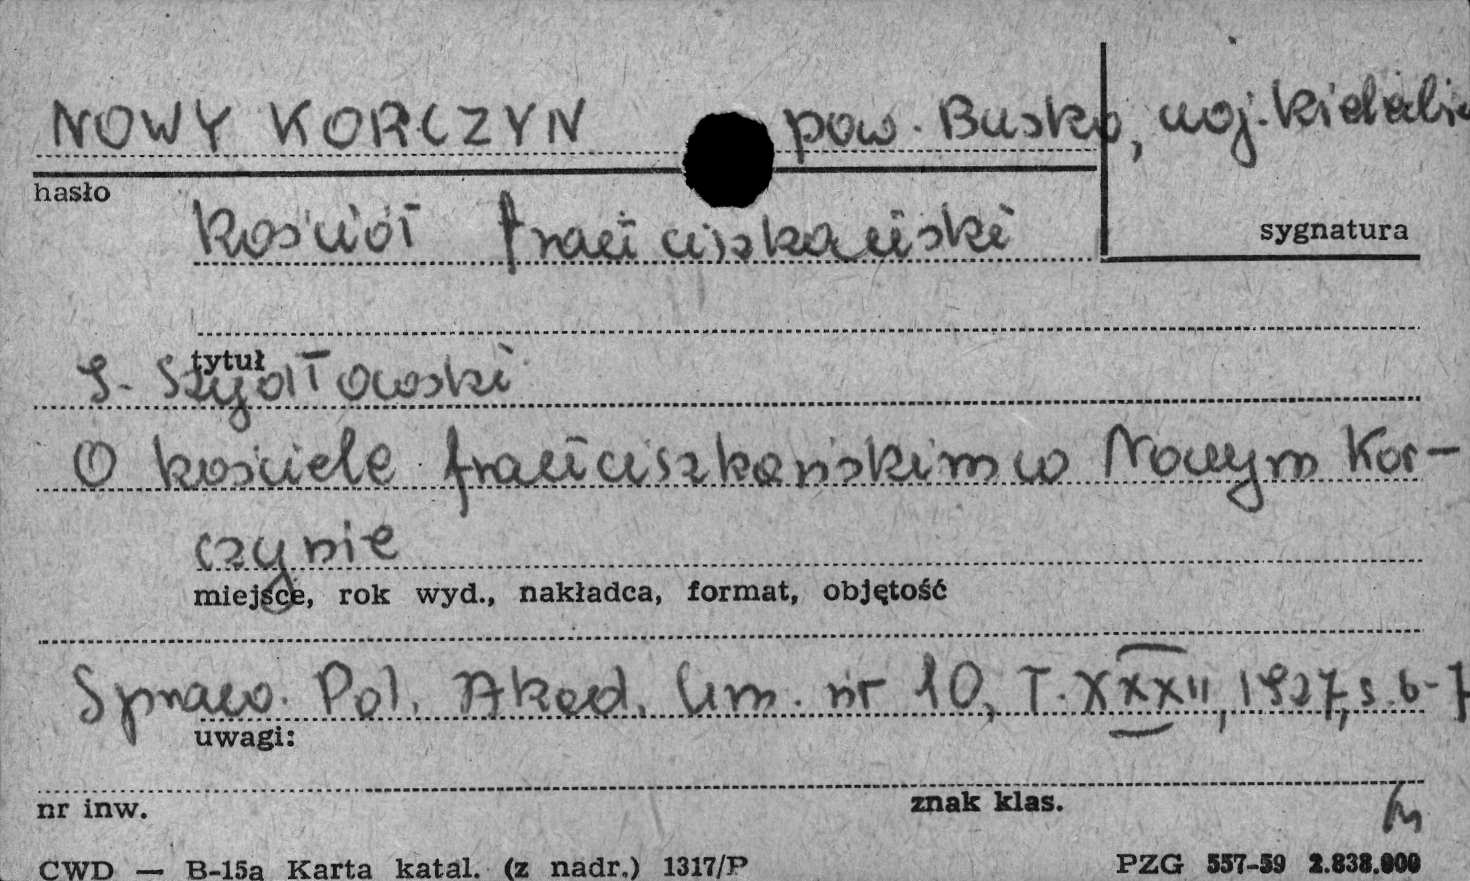 NOWY KORCZYN pow. Busko, woj. kieleckie
hasło
Kościół franciszkański
sygnatura
tytuł
S. Szydłowski
O kościele franciszkańskim w Nowym Kor-
czynie
miejsce, rok wyd., nakładca, format, objętość
Spraw. Pol. Akad. Um. nr 10, T. XXXII, 1927, s. 6-7
uwagi:
nr inw.
znak klas.
CWD — B-15a Karta katal. (z nadr.) 1317/P
PZG 557-59 2.838.000